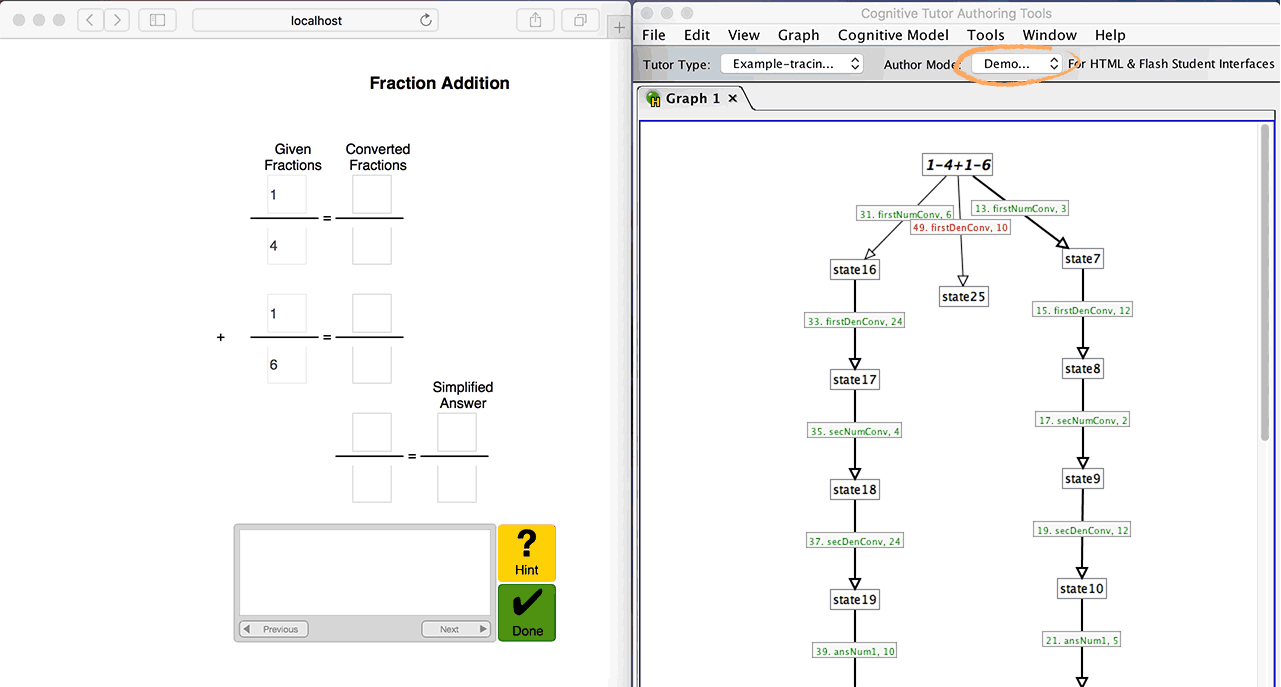 localhost
Fraction Addition
Given
Fractions
Converted
Fractions
1
=
4
1
+
=
6
Simplified
Answer
=
?
Hint
Previous
Next
Done
Cognitive Tutor Authoring Tools
File Edit View Graph Cognitive Model Tools Window Help
Tutor Type: Example-tracin... Author Mode: Demo... For HTML & Flash Student Interfaces
H Graph 1 ×
1-4+1-6
31. firstNumConv, 6
13. firstNumConv, 3
49. firstDenConv, 10
state16
state7
state25
33. firstDenConv, 24
15. firstDenConv, 12
state17
state8
35. secNumConv, 4
17. secNumConv, 2
state18
state9
37. secDenConv, 24
19. secDenConv, 12
state19
state10
39. ansNum1, 10
21. ansNum1, 5